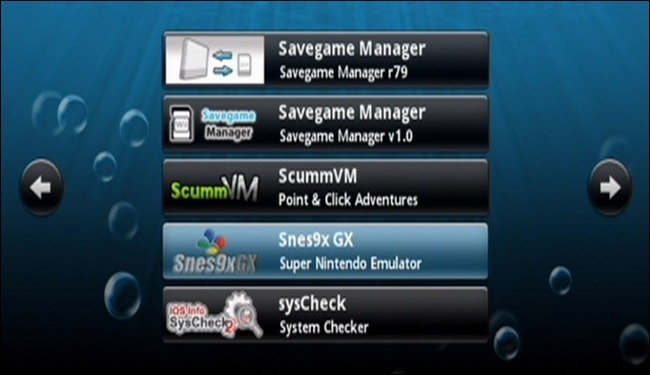 Savegame Manager
Savegame Manager r79
Savegame
Manager
Savegame Manager
Savegame Manager v1.0
ScummVM
ScummVM
Point & Click Adventures
Snes9xGX
Snes9x GX
Super Nintendo Emulator
iOS Info
SysCheck
sysCheck
System Checker